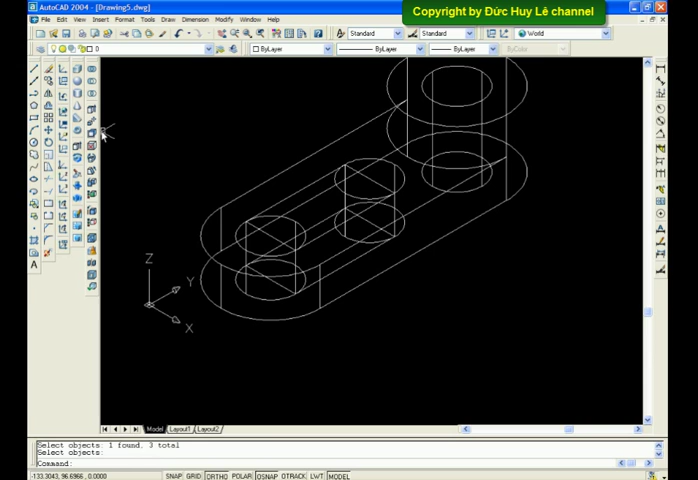 AutoCAD 2004 - [Drawing5.dwg]
Copyright by Đức Huy Lê channel
File Edit View Insert Format Tools Draw Dimension Modify Window Help
Standard Standard World
0 ByLayer ByLayer ByLayer ByColor
Z
Y
X
Model Layout1 Layout2
Select objects: 1 found, 3 total
Select objects:
Command:
-133.3043, 96.6966, 0.0000 SNAP GRID ORTHO POLAR OSNAP OTRACK LWT MODEL